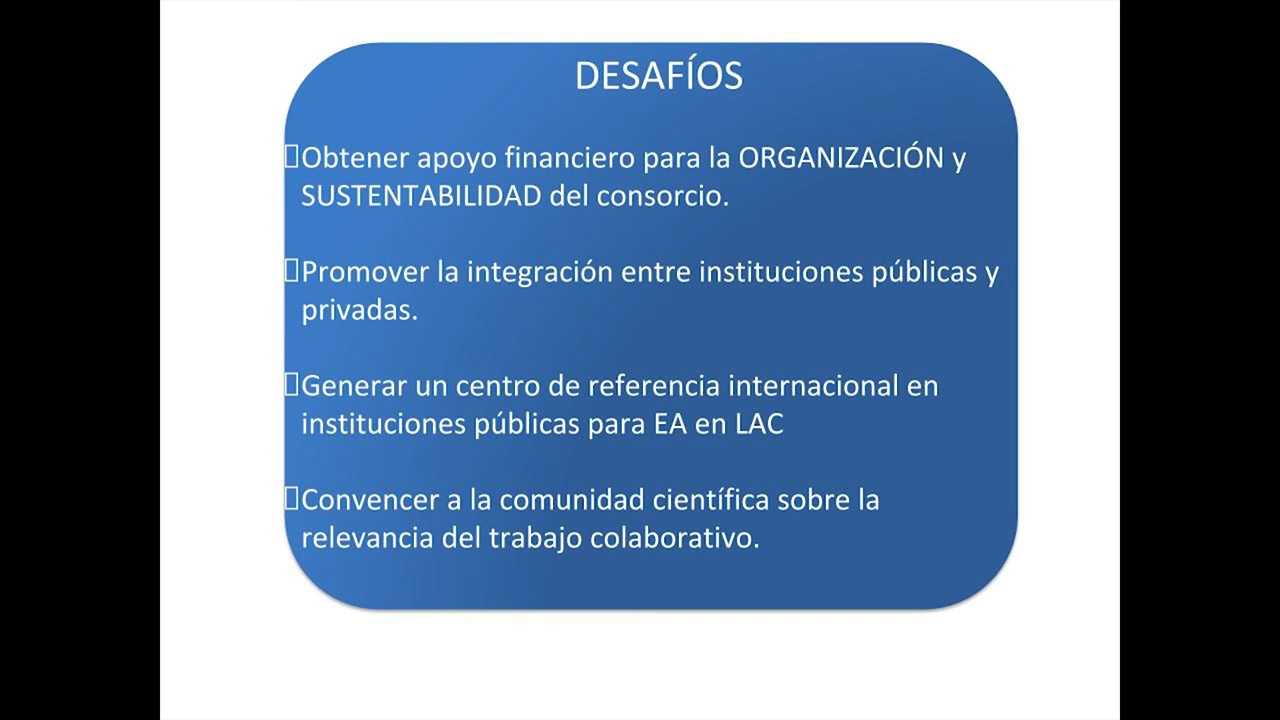 DESAFÍOS
Obtener apoyo financiero para la ORGANIZACIÓN y
SUSTENTABILIDAD del consorcio.
Promover la integración entre instituciones públicas y
privadas.
Generar un centro de referencia internacional en
instituciones públicas para EA en LAC
Convencer a la comunidad científica sobre la
relevancia del trabajo colaborativo.